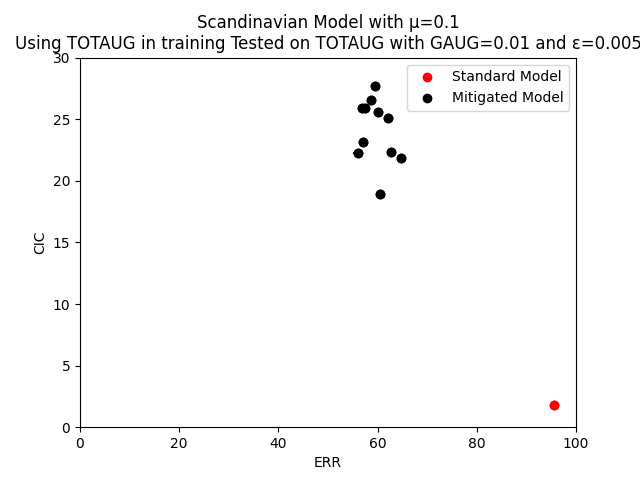 Scandinavian Model with μ=0.1
Using TOTAUG in training Tested on TOTAUG with GAUG=0.01 and ε=0.005
30
25
20
15
10
5
0
CIC
Standard Model
Mitigated Model
0 20 40 60 80 100
ERR